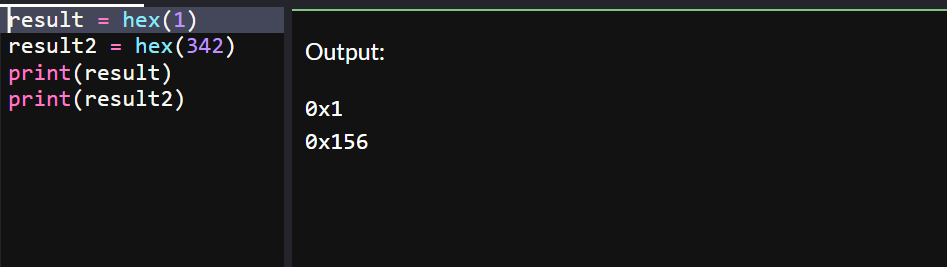 result = hex(1)
result2 = hex(342)
print(result)
print(result2)
Output:
0x1
0x156